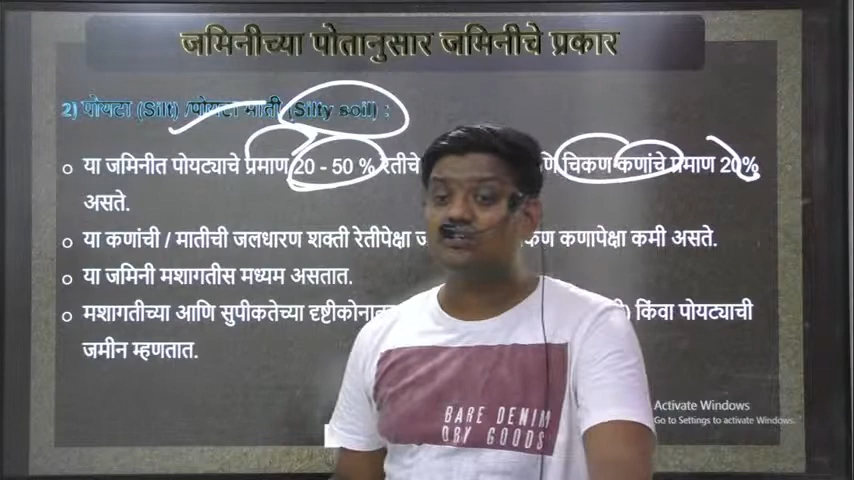 जमिनीच्या पोतानुसार जमिनीचे प्रकार
2) पोयटा (Silt) /पोयटा माती (Silty soil) :
या जमिनीत पोयट्याचे प्रमाण 20 - 50 % रेतीचे चिकण कणांचे प्रमाण 20%
असते.
या कणांची / मातीची जलधारण शक्ती रेतीपेक्षा कणापेक्षा कमी असते.
या जमिनी मशागतीस मध्यम असतात.
मशागतीच्या आणि सुपीकतेच्या किंवा पोयट्याची
जमीन म्हणतात.
BARE DENIM
DRY GOODS
Activate Windows
Go to Settings to activate Windows.